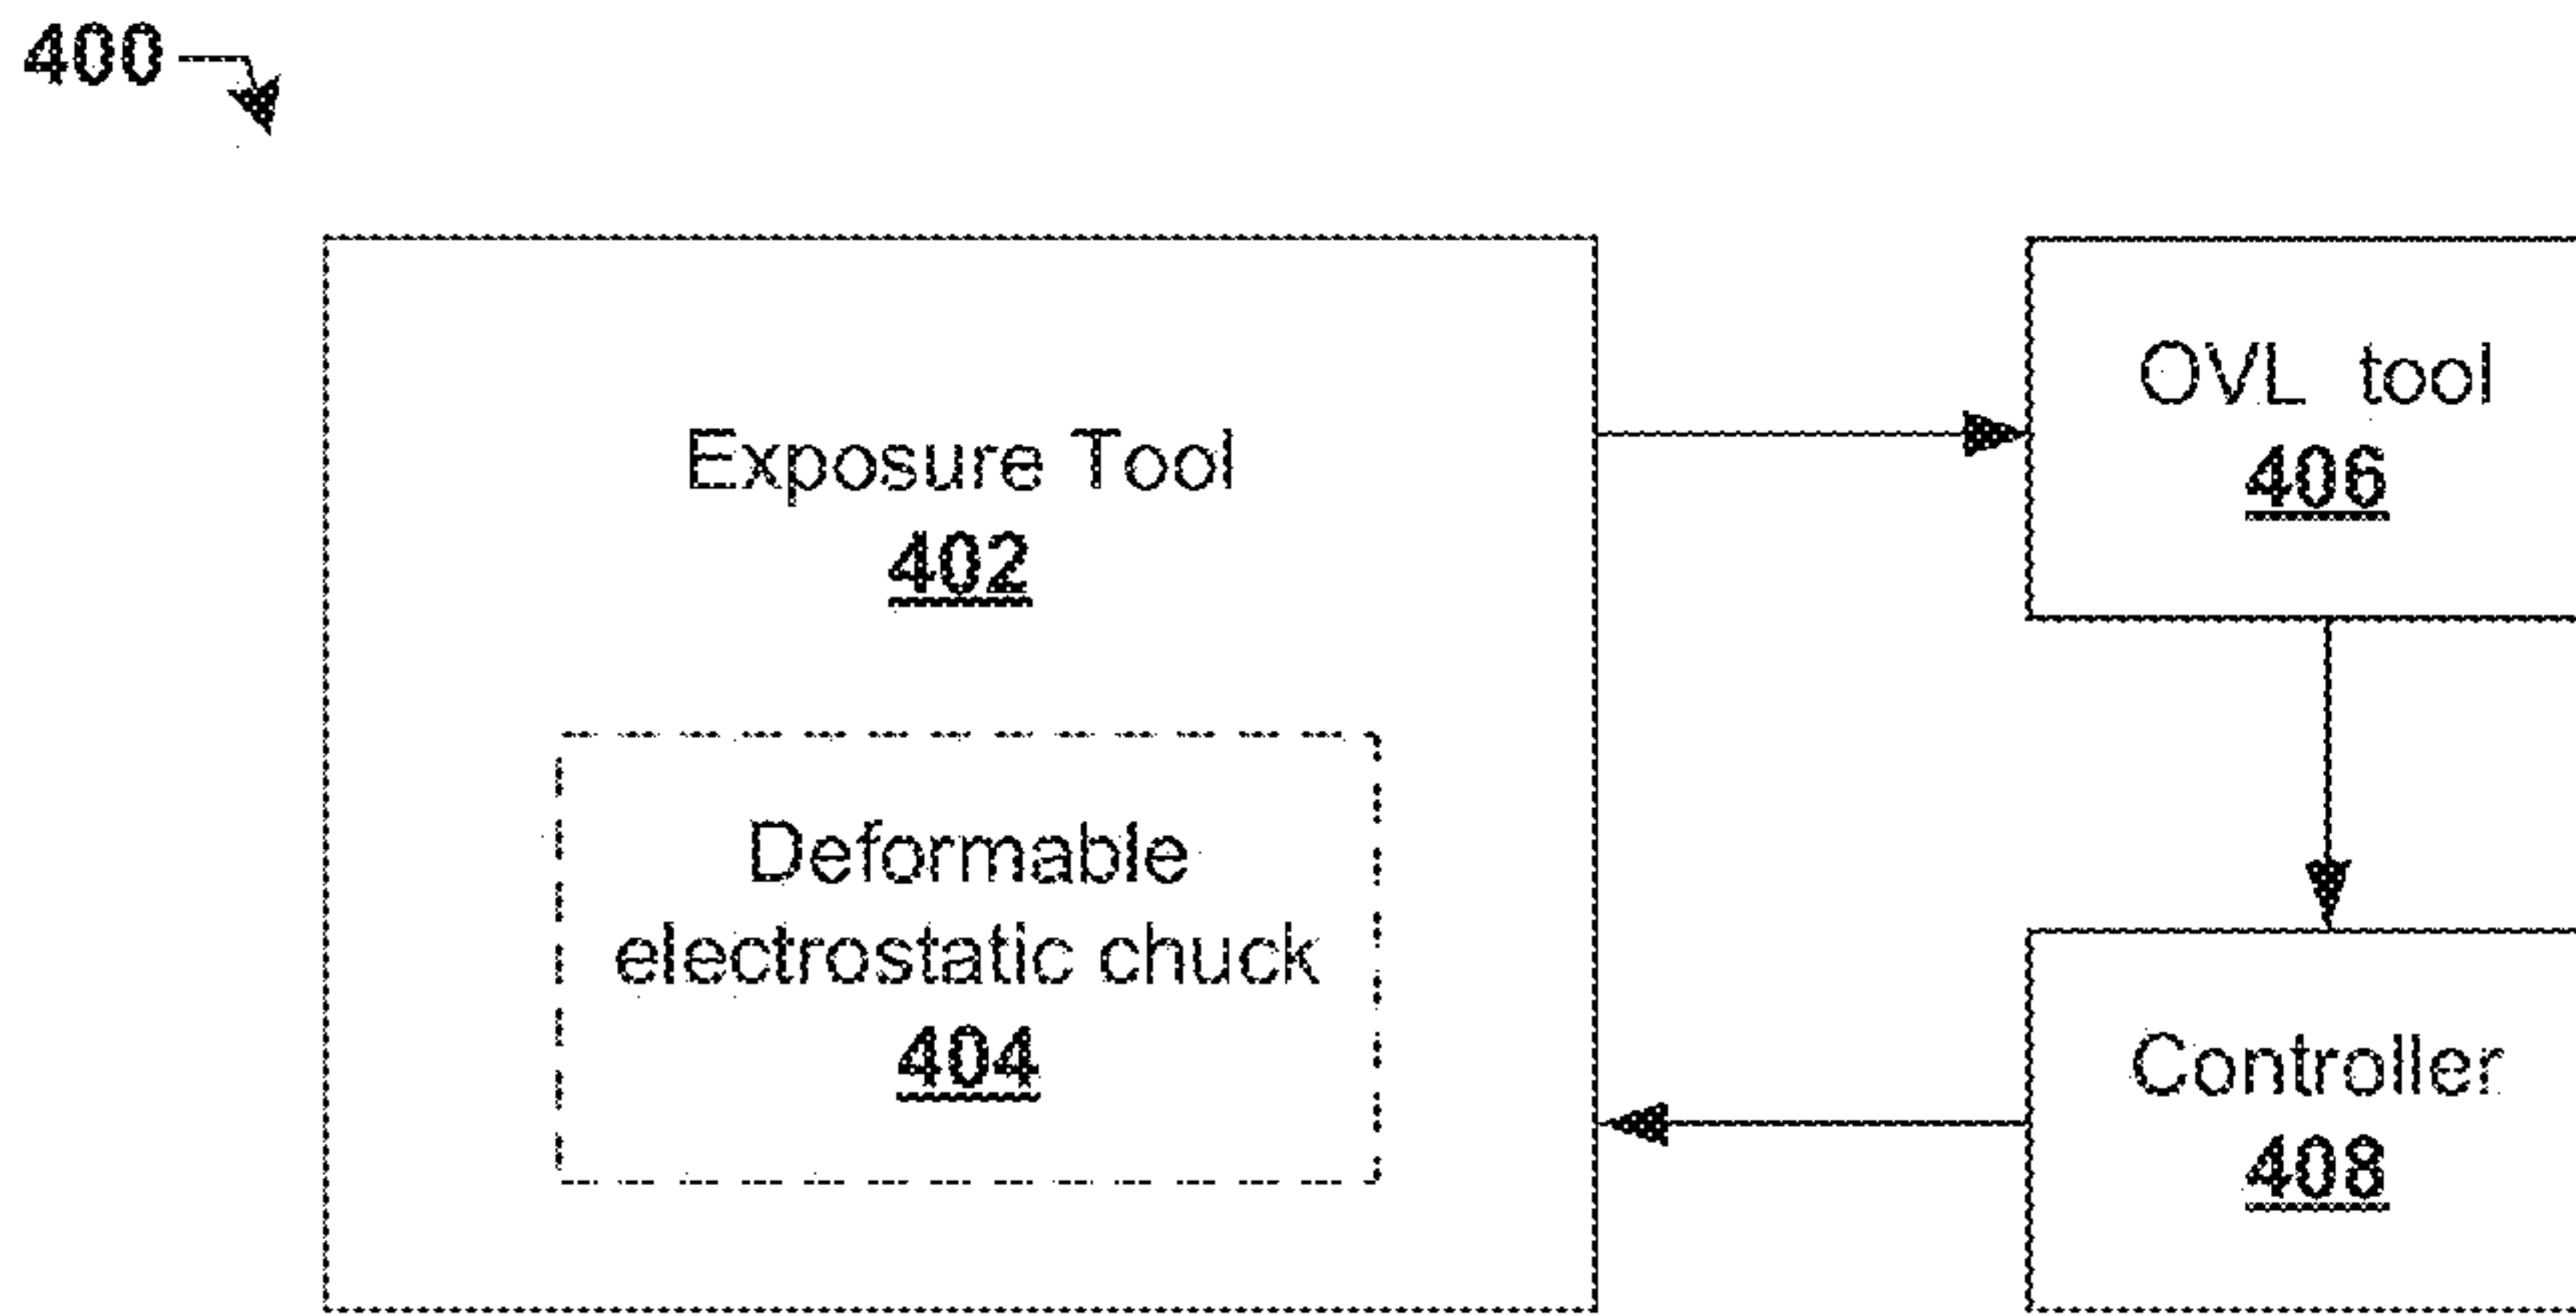 400
Exposure Tool
402
Deformable
electrostatic chuck
404
OVL tool
406
Controller
408